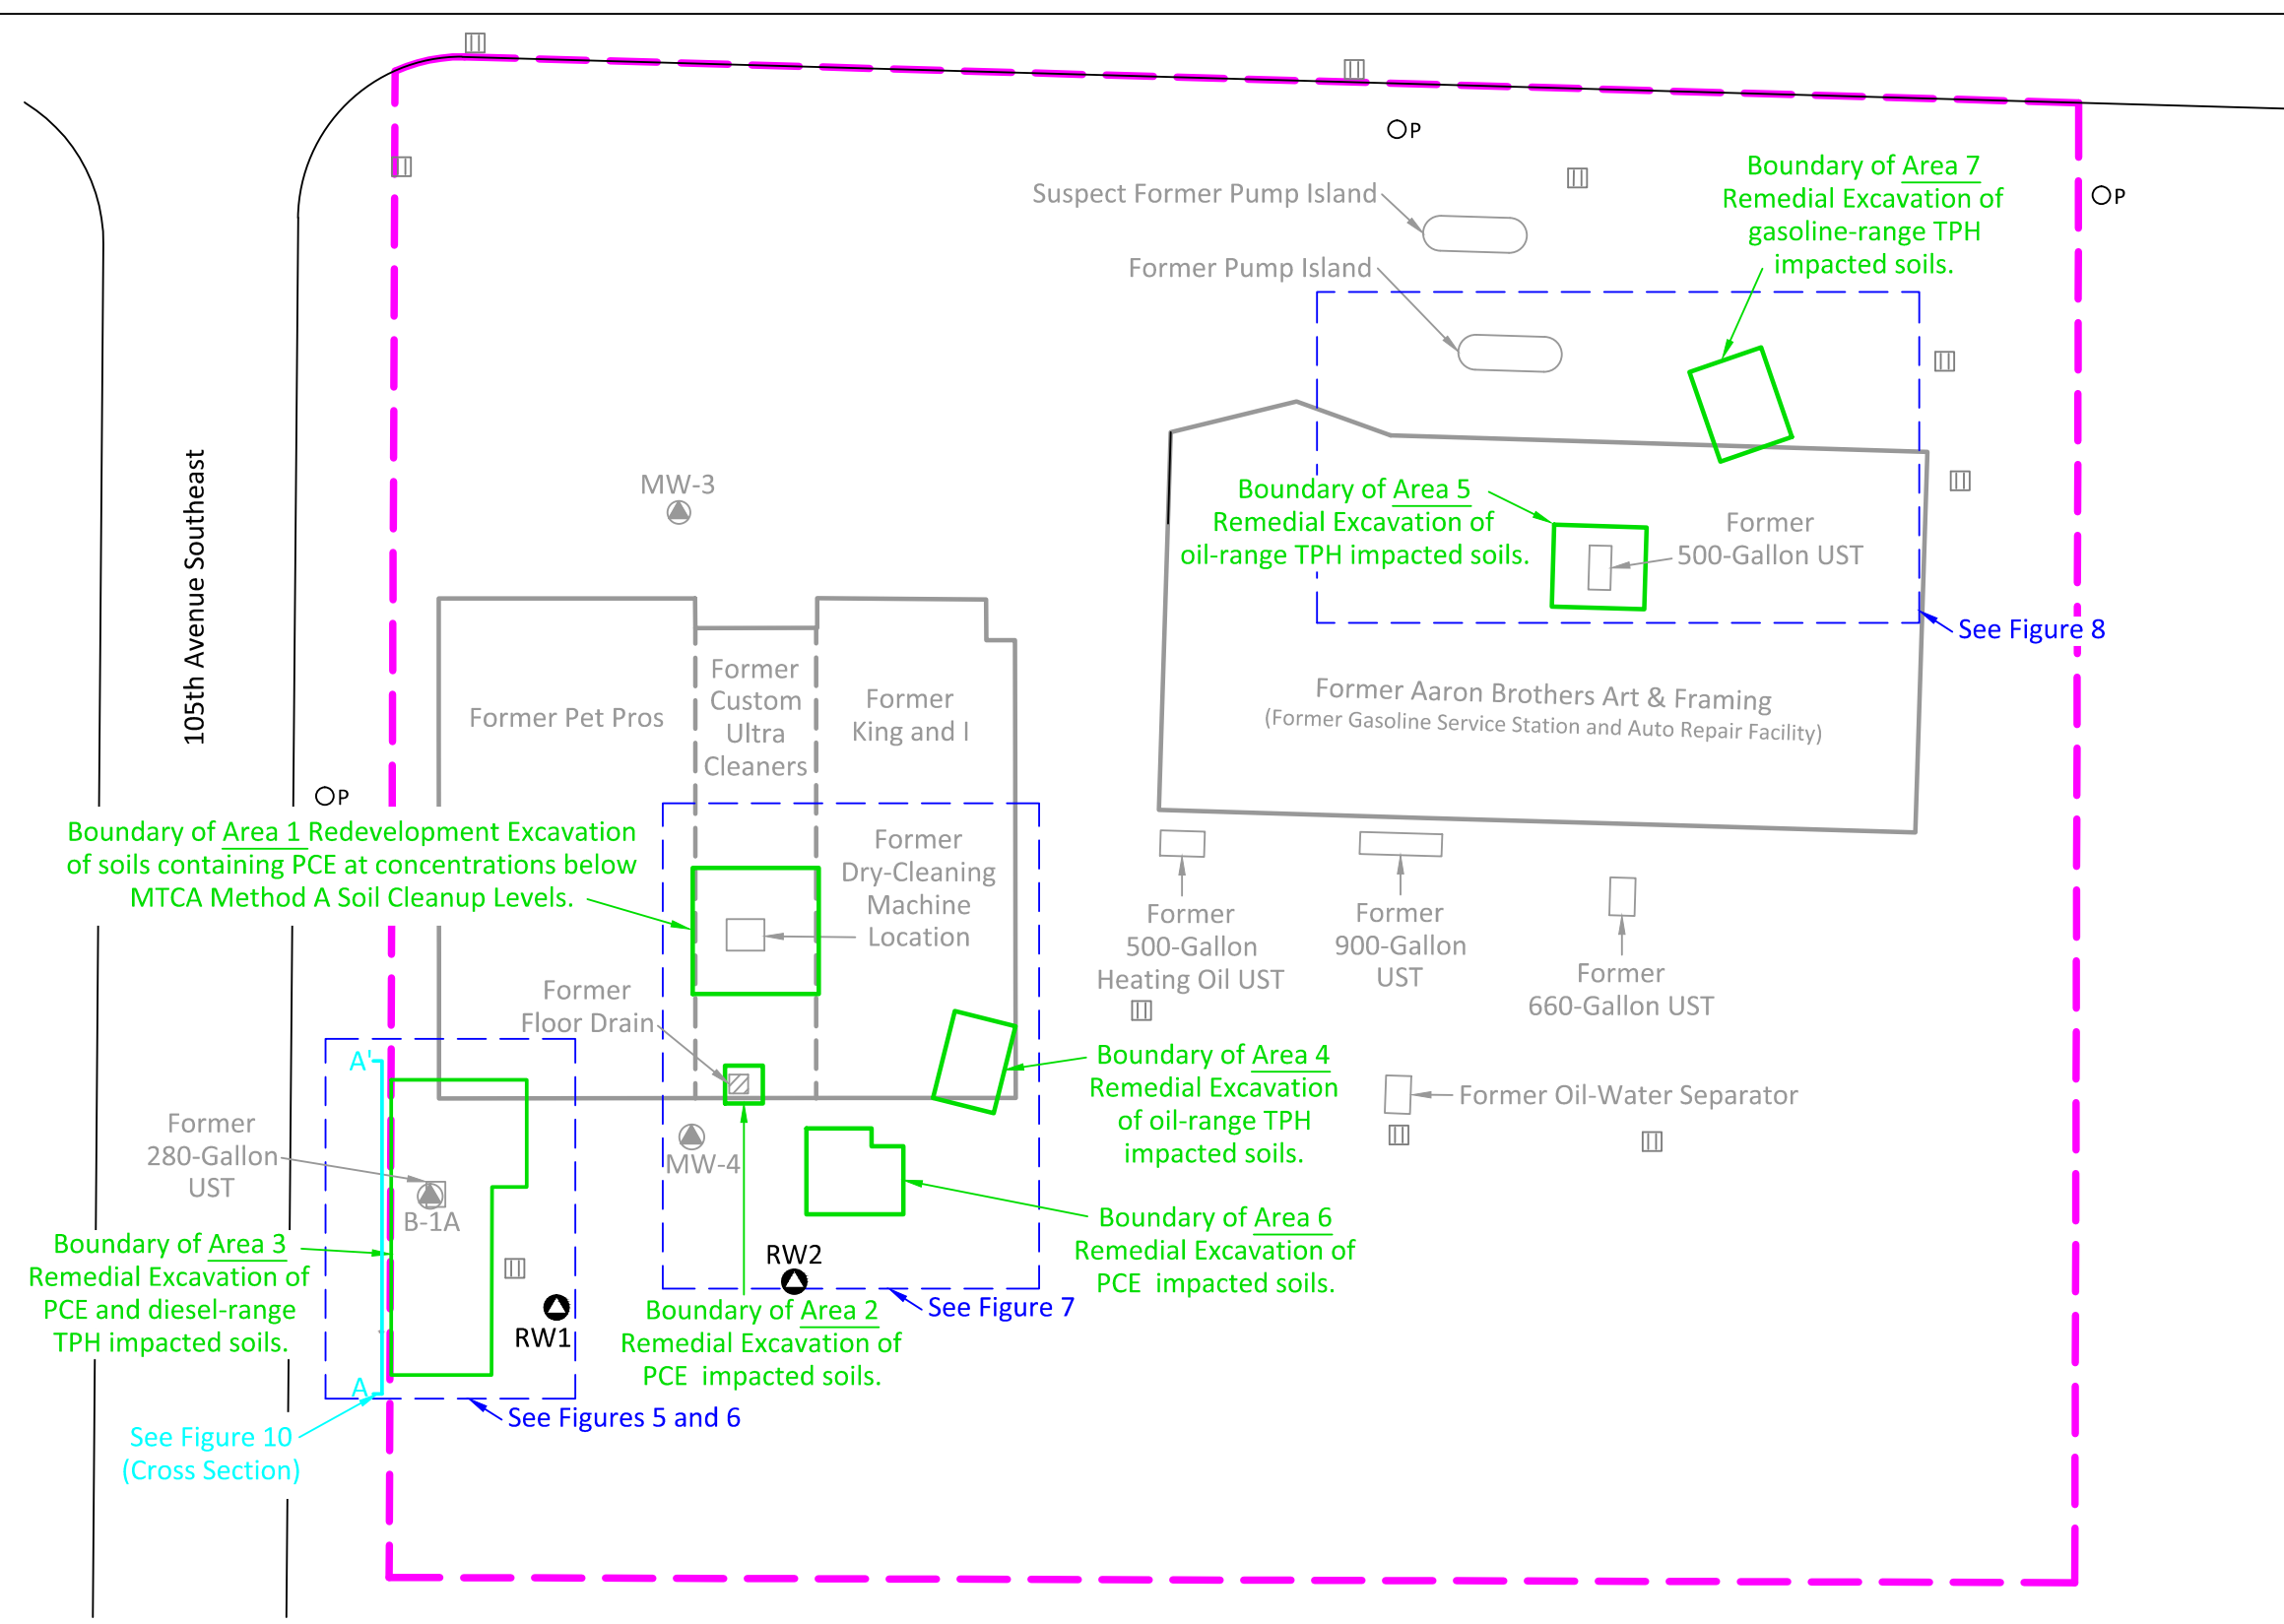 P
P
Boundary of Area 7
Remedial Excavation of
gasoline-range TPH
impacted soils.
Suspect Former Pump Island
Former Pump Island
105th Avenue Southeast
MW-3
Boundary of Area 5
Remedial Excavation of
oil-range TPH impacted soils.
Former
500-Gallon UST
See Figure 8
Former Pet Pros
Former
Custom
Ultra
Cleaners
Former
King and I
Former Aaron Brothers Art & Framing
(Former Gasoline Service Station and Auto Repair Facility)
P
Boundary of Area 1 Redevelopment Excavation
of soils containing PCE at concentrations below
MTCA Method A Soil Cleanup Levels.
Former
Dry-Cleaning
Machine
Location
Former
500-Gallon
Heating Oil UST
Former
900-Gallon
UST
Former
660-Gallon UST
Former
Floor Drain
A'
Boundary of Area 4
Remedial Excavation
of oil-range TPH
impacted soils.
Former Oil-Water Separator
Former
280-Gallon
UST
MW-4
B-1A
Boundary of Area 3
Remedial Excavation of
PCE and diesel-range
TPH impacted soils.
Boundary of Area 6
Remedial Excavation of
PCE  impacted soils.
RW2
RW1
See Figure 7
Boundary of Area 2
Remedial Excavation of
PCE  impacted soils.
A
See Figures 5 and 6
See Figure 10
(Cross Section)